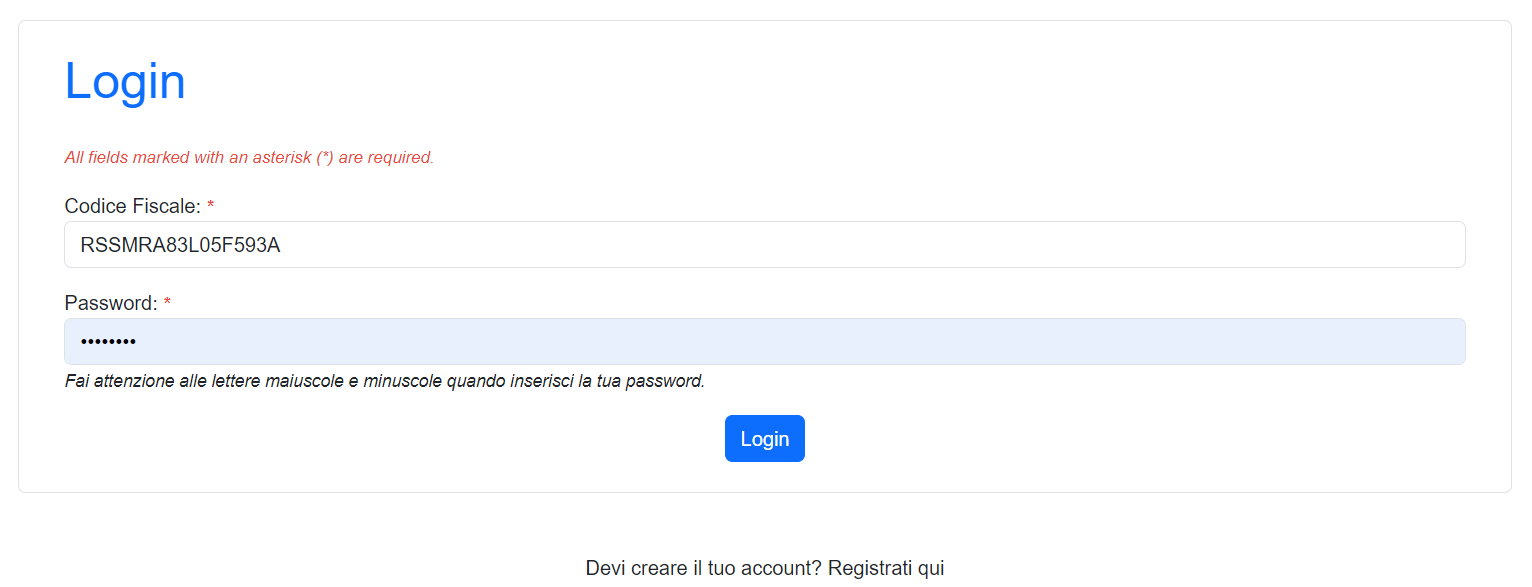 Login
All fields marked with an asterisk (*) are required.
Codice Fiscale: *
RSSMRA83L05F593A
Password: *
••••••••
Fai attenzione alle lettere maiuscole e minuscole quando inserisci la tua password.
Login
Devi creare il tuo account? Registrati qui